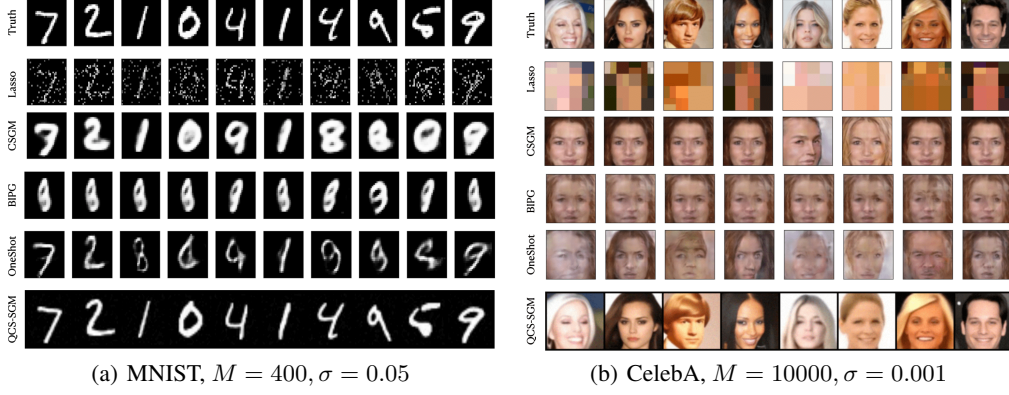 Truth
Lasso
CSGM
BIPG
OneShot
QCS-SGM
(a) MNIST, M = 400, σ = 0.05
Truth
Lasso
CSGM
BIPG
OneShot
QCS-SGM
(b) CelebA, M = 10000, σ = 0.001